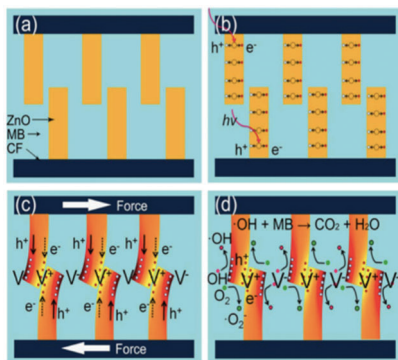 (a)
ZnO
MB
CF
(b)
h⁺ e⁻
hν
h⁺ e⁻
(c) Force
h⁺ e⁻ h⁺ e⁻ h⁺ e⁻
V⁻ V⁺ V⁻ V⁺ V⁻ V⁺ V⁻
e⁻ h⁺ e⁻ h⁺ e⁻ h⁺
Force
(d)
·OH + MB → CO₂ + H₂O
·OH
h⁺
OH⁻ V⁺ V⁻ V⁺ V⁻ V⁺ V⁻
O₂ e⁻
·O₂